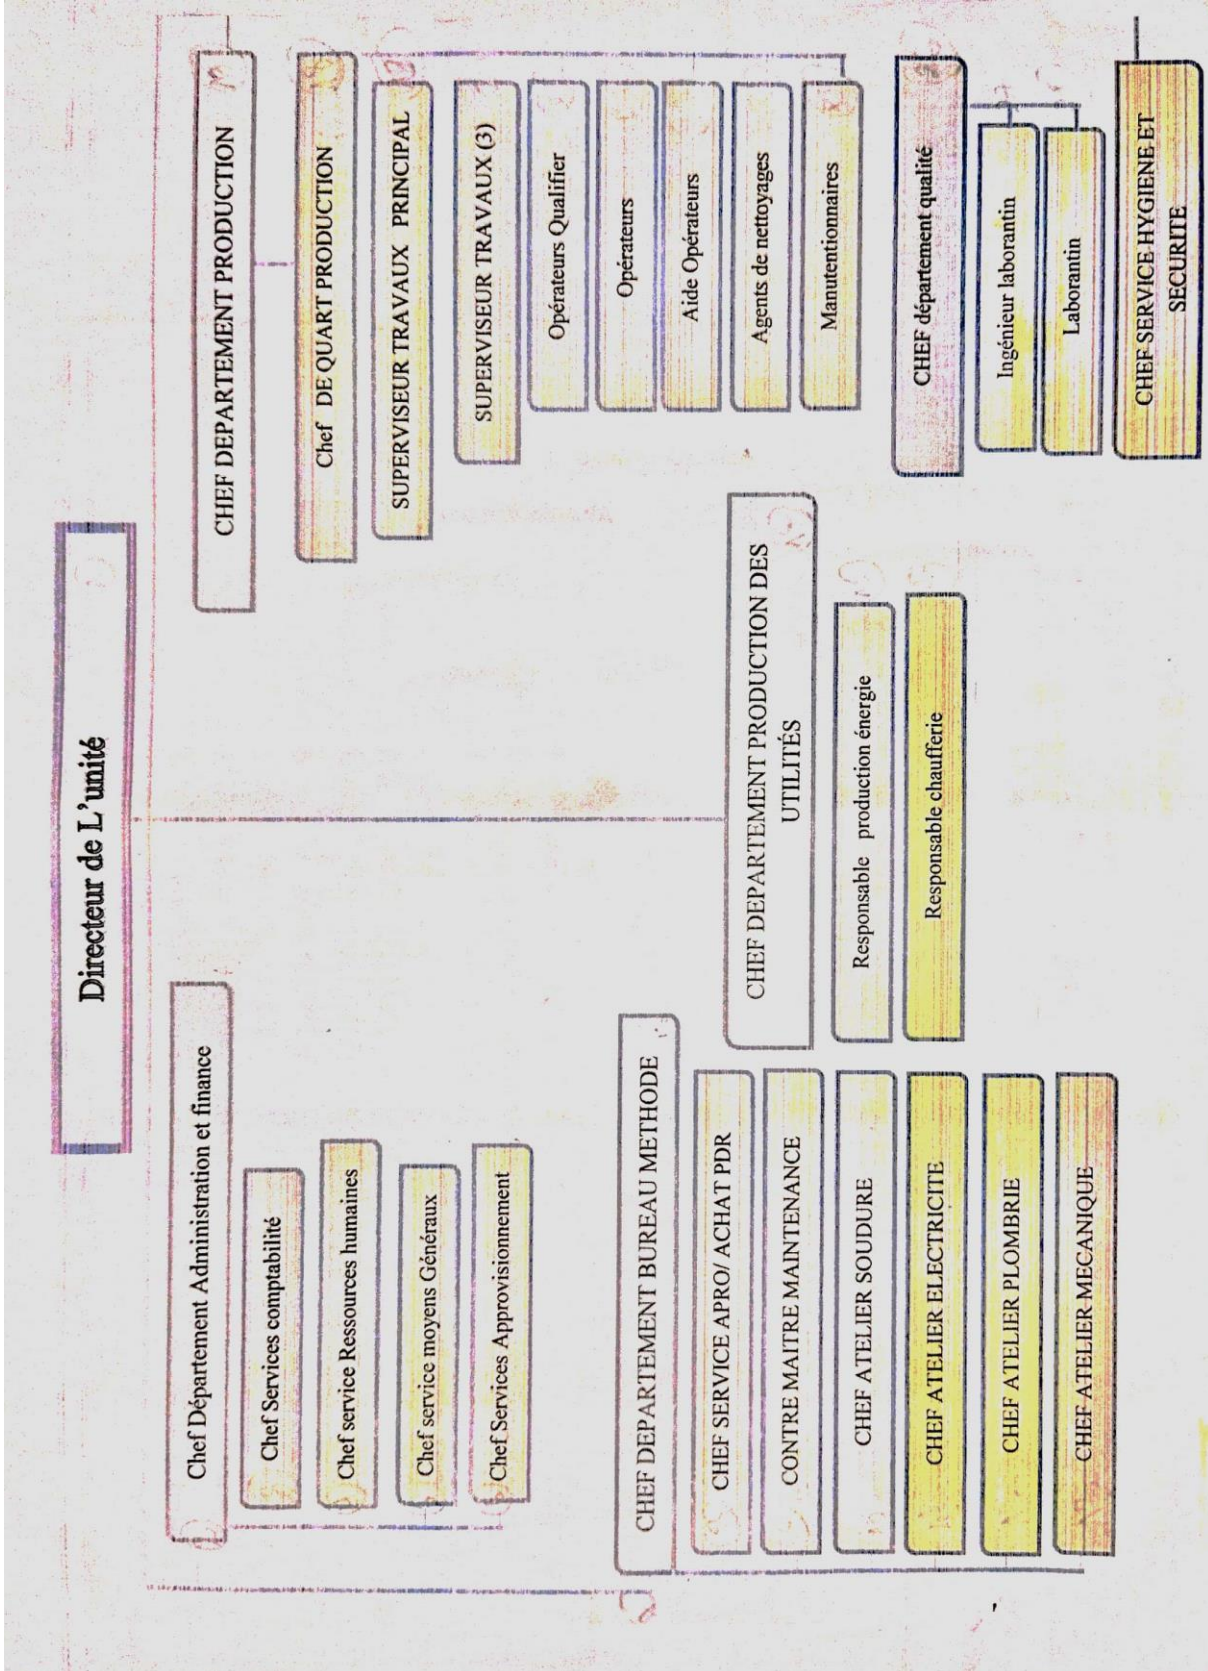 Directeur de L'unité
Chef Département Administration et finance
Chef Services comptabilité
Chef service Ressources humaines
Chef service moyens Généraux
Chef Services Approvisionnement
CHEF DEPARTEMENT BUREAU METHODE
CHEF SERVICE APRO/ ACHAT PDR
CONTRE MAITRE MAINTENANCE
CHEF ATELIER SOUDURE
CHEF ATELIER ELECTRICITE
CHEF ATELIER PLOMBRIE
CHEF ATELIER MECANIQUE
CHEF DEPARTEMENT PRODUCTION DES
UTILITÉS
Responsable production énergie
Responsable chaufferie
CHEF DEPARTEMENT PRODUCTION
Chef DE QUART PRODUCTION
SUPERVISEUR TRAVAUX PRINCIPAL
SUPERVISEUR TRAVAUX (3)
Opérateurs Qualifier
Opérateurs
Aide Opérateurs
Agents de nettoyages
Manutentionnaires
CHEF département qualité
Ingénieur laborantin
Laborantin
CHEF SERVICE HYGIENE ET
SECURITE